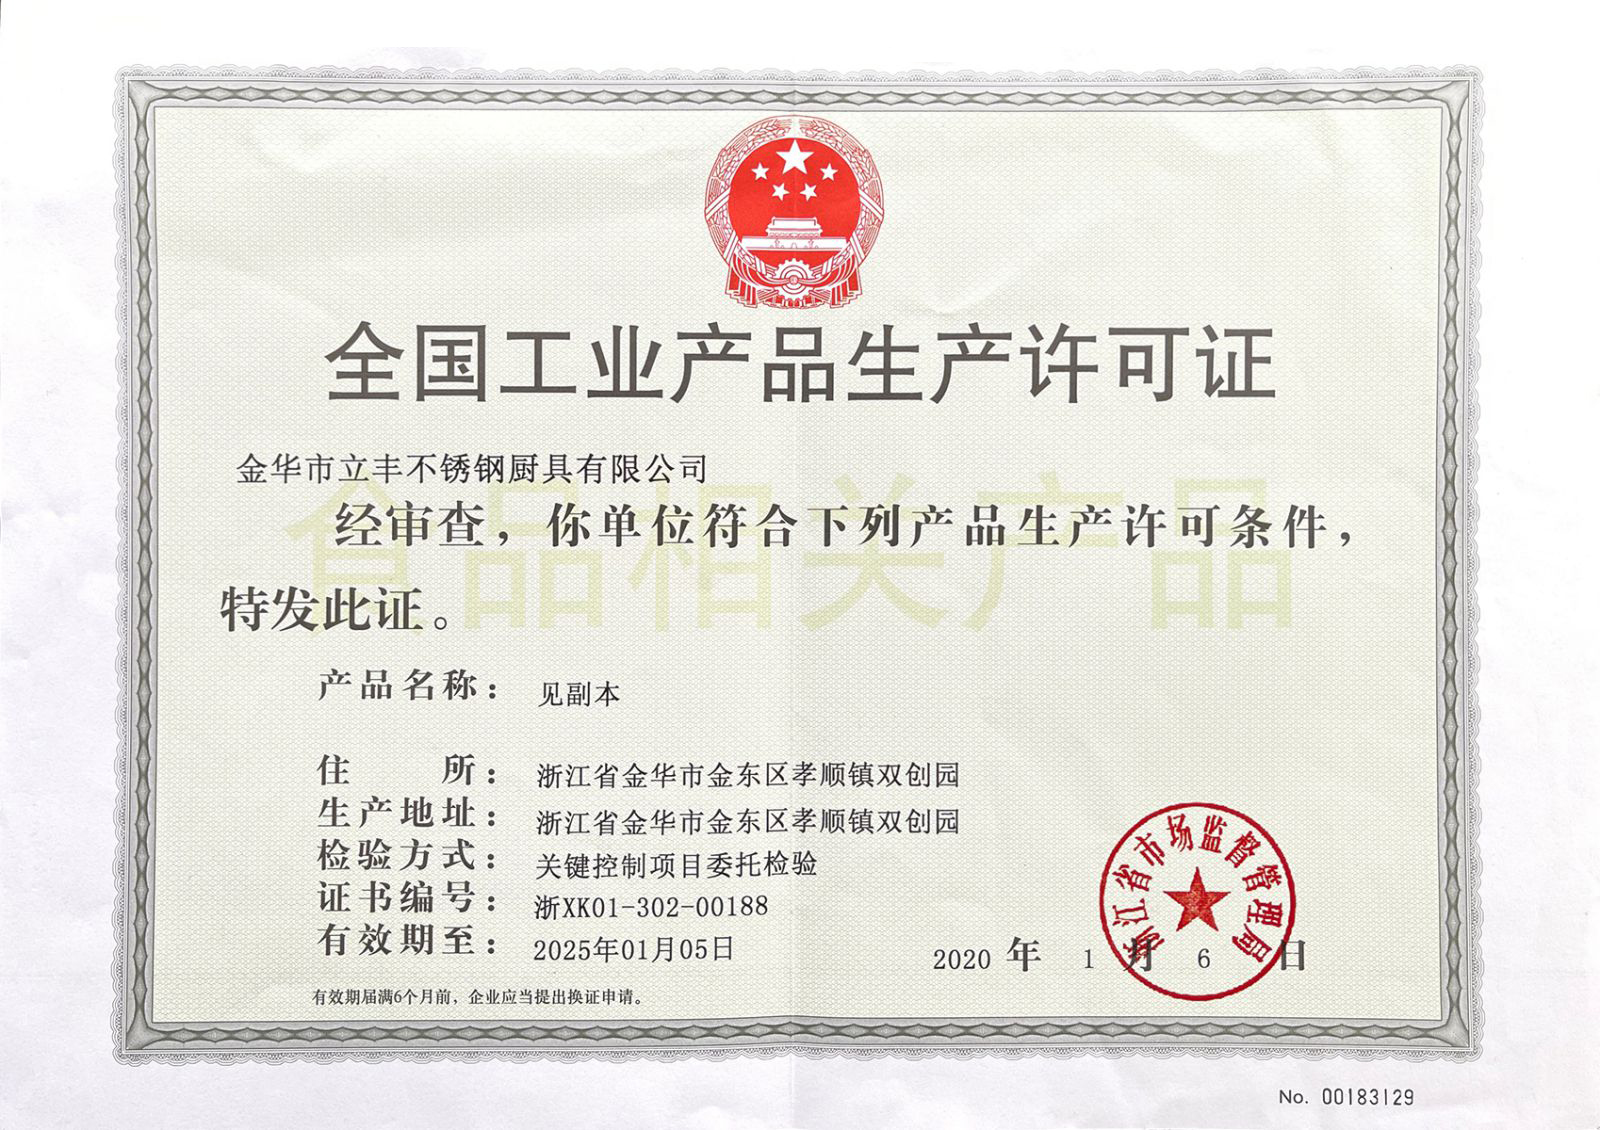 全国工业产品生产许可证
金华市立丰不锈钢厨具有限公司
食品相关产品
经审查，你单位符合下列产品生产许可条件，
特发此证。
产品名称： 见副本
住所： 浙江省金华市金东区孝顺镇双创园
生产地址： 浙江省金华市金东区孝顺镇双创园
检验方式： 关键控制项目委托检验
证书编号： 浙XK01-302-00188
有效期至： 2025年01月05日
浙江省市场监督管理局
2020 年 1 月 6 日
有效期届满6个月前，企业应当提出换证申请。
No. 00183129